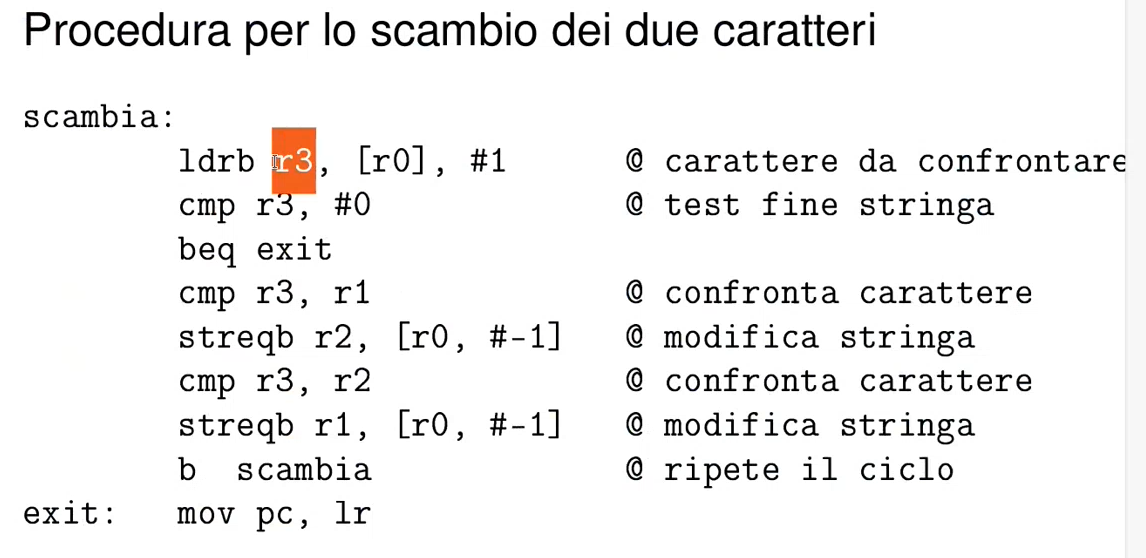 Procedura per lo scambio dei due caratteri
scambia:
ldrb r3, [r0], #1 @ carattere da confrontare
cmp r3, #0 @ test fine stringa
beq exit
cmp r3, r1 @ confronta carattere
streqb r2, [r0, #-1] @ modifica stringa
cmp r3, r2 @ confronta carattere
streqb r1, [r0, #-1] @ modifica stringa
b scambia @ ripete il ciclo
exit: mov pc, lr